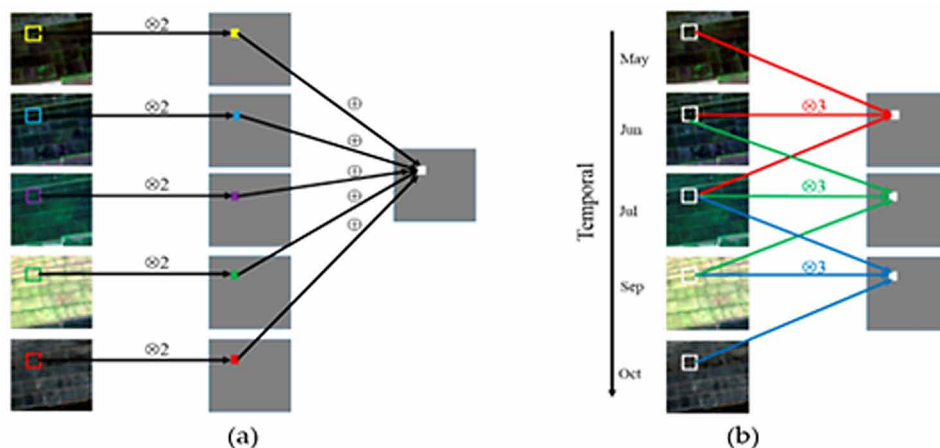 ⊗2
⊗2
⊗2
⊗2
⊗2
⊕
⊕
⊕
⊕
⊕
(a)
Temporal
May
Jun
Jul
Sep
Oct
⊗3
⊗3
⊗3
(b)